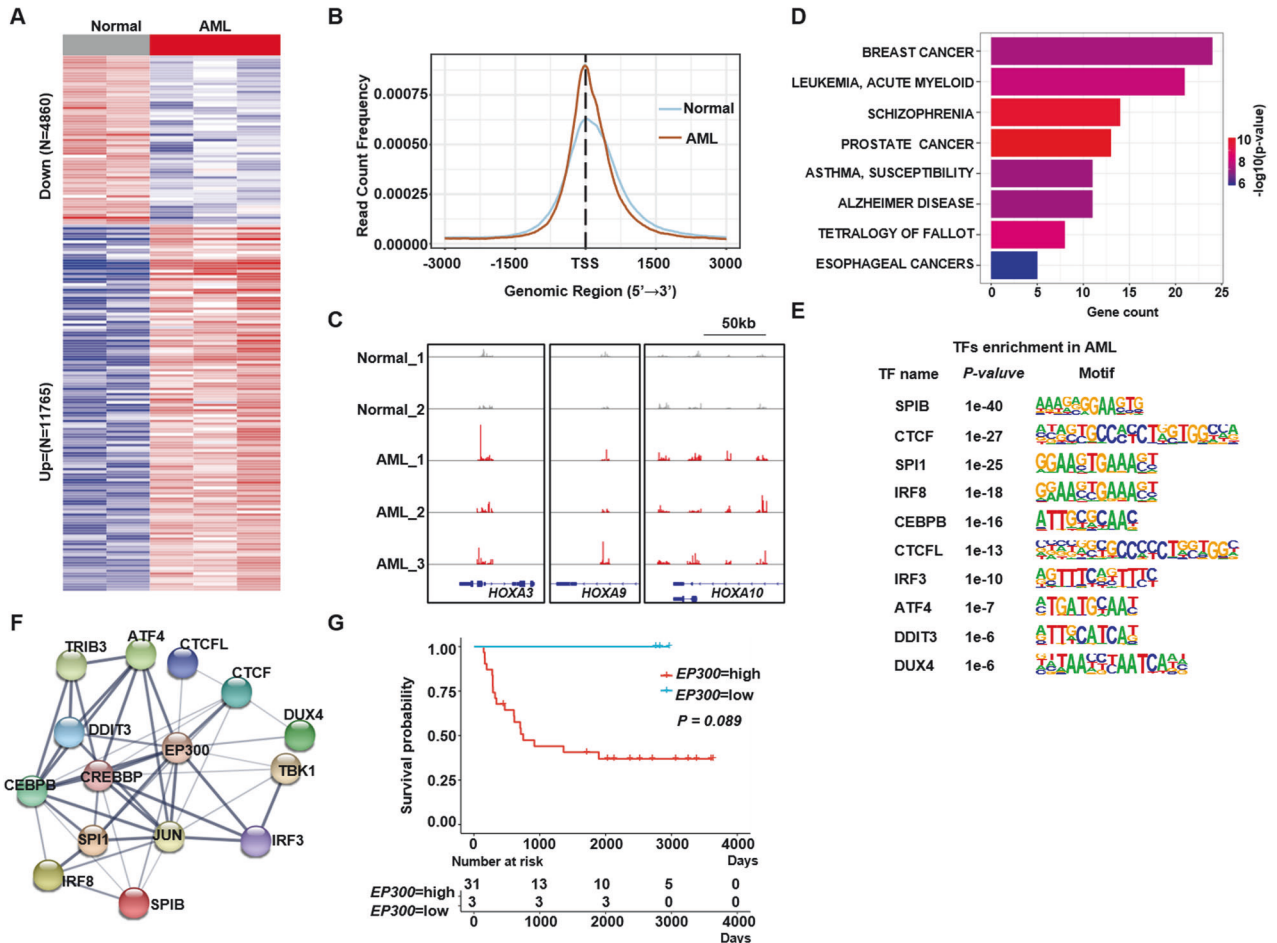 A
Normal AML
Down (N=4860)
Up=(N=11765)
B
Read Count Frequency
0.00075
0.00050
0.00025
0.00000
Normal
AML
-3000 -1500 TSS 1500 3000
Genomic Region (5'→3')
C
50kb
Normal_1
Normal_2
AML_1
AML_2
AML_3
HOXA3 HOXA9 HOXA10
D
BREAST CANCER
LEUKEMIA, ACUTE MYELOID
SCHIZOPHRENIA
PROSTATE CANCER
ASTHMA, SUSCEPTIBILITY
ALZHEIMER DISEASE
TETRALOGY OF FALLOT
ESOPHAGEAL CANCERS
0 5 10 15 20 25
Gene count
10
8
6
-log10(p-value)
E
TFs enrichment in AML
TF name P-valuve Motif
SPIB 1e-40
CTCF 1e-27
SPI1 1e-25
IRF8 1e-18
CEBPB 1e-16
CTCFL 1e-13
IRF3 1e-10
ATF4 1e-7
DDIT3 1e-6
DUX4 1e-6
F
TRIB3
ATF4
CTCFL
CTCF
DUX4
DDIT3
EP300
TBK1
CEBPB
CREBBP
SPI1
JUN
IRF3
IRF8
SPIB
G
Survival probability
1.00
0.75
0.50
0.25
0.00
EP300=high
EP300=low
P = 0.089
0 1000 2000 3000 4000
Number at risk Days
EP300=high 31 13 10 5 0
EP300=low 3 3 3 0 0
0 1000 2000 3000 4000
Days